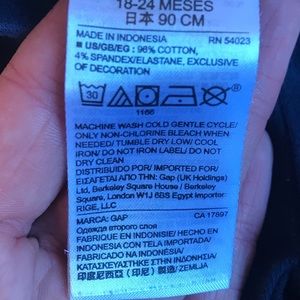 18-24 MESES
日本 90 CM
MADE IN INDONESIA RN 54023
■ US/GB/EG: 96% COTTON,
4% SPANDEX/ELASTANE, EXCLUSIVE
OF DECORATION
30
1166
MACHINE WASH COLD GENTLE CYCLE/
ONLY NON-CHLORINE BLEACH WHEN
NEEDED/ TUMBLE DRY LOW/ COOL
IRON/ DO NOT IRON LABEL/ DO NOT
DRY CLEAN
DISTRIBUIDO POR/ IMPORTED FOR/
ΕΙΣΑΓΕΤΑΙ ΑΠΟ ΤΗΝ: Gap (UK Holdings)
Ltd, Berkeley Square House / Berkeley
Square, London W1J 6BS Egypt Importer
RIGE, LLC
MARCA: GAP CA 17897
Одежда второго слоя
FABRIQUE EN INDONISIE/ HECHO EN
INDONESIA CON TELA IMPORTADA/
FABRICADO NA INDONÉSIA/
ΚΑΤΑΣΚΕΥΑΣΤΗΚΕ ΣΤΗΝ ΙΝΔΟΝΗΣΙΑ/
印度尼西亞 (印尼) 製/ ZEMLJA